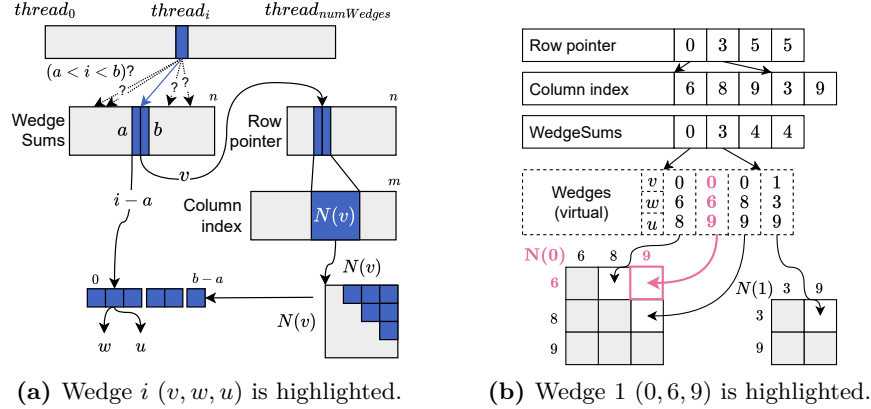 thread_0 thread_i thread_numWedges
(a < i < b)?
? ? ?
n n
Wedge Sums a b Row pointer
v
i − a
m
Column index N(v)
0 b − a
N(v)
N(v)
w u
(a) Wedge i (v, w, u) is highlighted.
Row pointer 0 3 5 5
Column index 6 8 9 3 9
WedgeSums 0 3 4 4
Wedges (virtual)
v 0 0 0 1
w 6 6 8 3
u 8 9 9 9
N(0) 6 8 9
6
8
9
N(1) 3 9
3
9
(b) Wedge 1 (0, 6, 9) is highlighted.